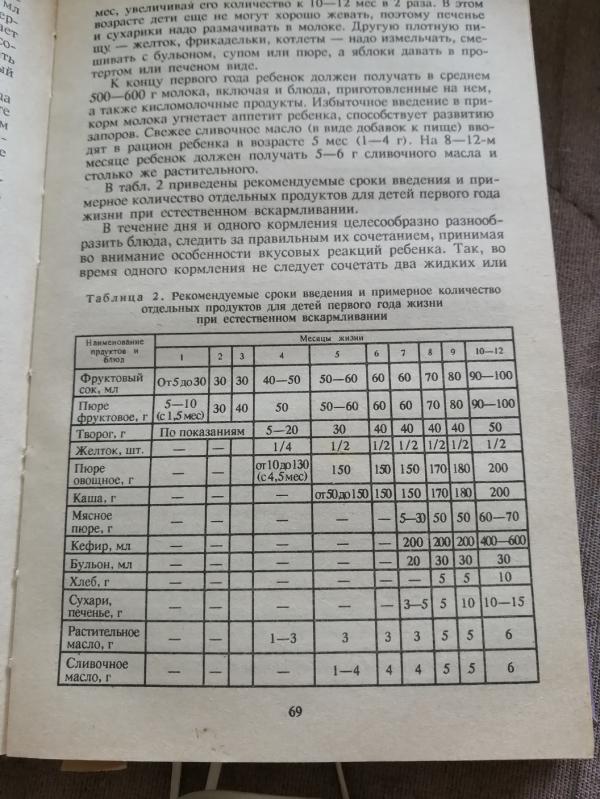 мес, увеличивая его количество к 10—12 мес в 2 раза. В этом
возрасте дети еще не могут хорошо жевать, поэтому печенье
и сухарики надо размачивать в молоке. Другую плотную пи-
щу — желток, фрикадельки, котлеты — надо измельчать, сме-
шивать с бульоном, супом или пюре, а яблоки давать в про-
тертом или печеном виде.
К концу первого года ребенок должен получать в среднем
500—600 г молока, включая и блюда, приготовленные на нем,
а также кисломолочные продукты. Избыточное введение в при-
корм молока угнетает аппетит ребенка, способствует развитию
запоров. Свежее сливочное масло (в виде добавок к пище) вво-
дят в рацион ребенка в возрасте 5 мес (1—4 г). На 8—12-м
месяце ребенок должен получать 5—6 г сливочного масла и
столько же растительного.
В табл. 2 приведены рекомендуемые сроки введения и при-
мерное количество отдельных продуктов для детей первого года
жизни при естественном вскармливании.
В течение дня и одного кормления целесообразно разнооб-
разить блюда, следить за правильным их сочетанием, принимая
во внимание особенности вкусовых реакций ребенка. Так, во
время одного кормления не следует сочетать два жидких или
Таблица 2. Рекомендуемые сроки введения и примерное количество
отдельных продуктов для детей первого года жизни
при естественном вскармливании
Наименование прдуктов и блюд Месяцы жизни
1 2 3 4 5 6 7 8 9 10—12
Фруктовый сок, мл От 5 до 30 30 30 40—50 50—60 60 60 70 80 90—100
Пюре фруктовое, г 5—10 (с 1,5 мес) 30 40 50 50—60 60 60 70 80 90—100
Творог, г По показаниям 5—20 30 40 40 40 40 50
Желток, шт. — — 1/4 1/2 1/2 1/2 1/2 1/2 1/2
Пюре овощное, г — — от 10 до 130 (с 4,5 мес) 150 150 150 170 180 200
Каша, г — — — от 50 до 150 150 150 170 180 200
Мясное пюре, г — — — — — 5—30 50 50 60—70
Кефир, мл — — — — — 200 200 200 400—600
Бульон, мл — — — — — 20 30 30 30
Хлеб, г — — — — — — 5 5 10
Сухари, печенье, г — — — — — 3—5 5 10 10—15
Растительное масло, г — — 1—3 3 3 3 5 5 6
Сливочное масло, г — — — 1—4 4 4 5 5 6
69